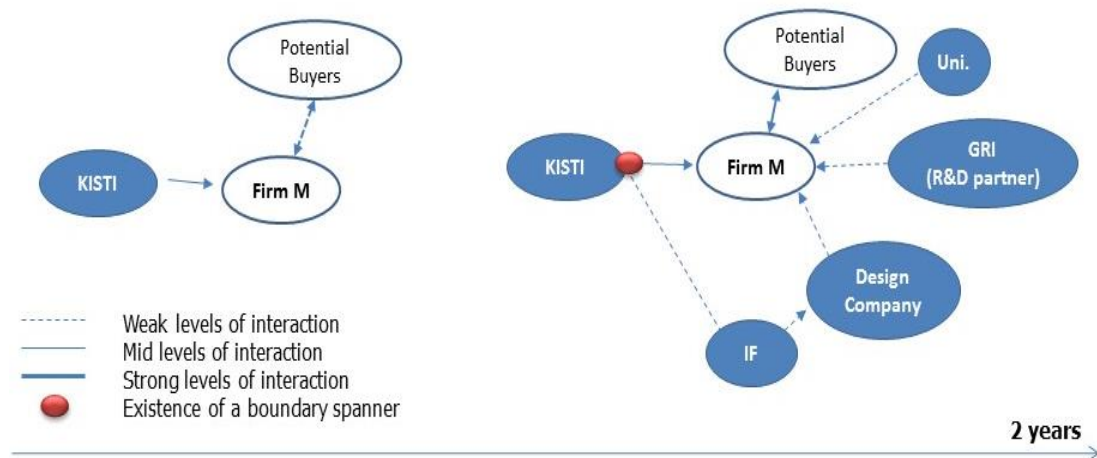 Potential
Buyers
KISTI
Firm M
Potential
Buyers
Uni.
KISTI
Firm M
GRI
(R&D partner)
Design
Company
IF
Weak levels of interaction
Mid levels of interaction
Strong levels of interaction
Existence of a boundary spanner
2 years